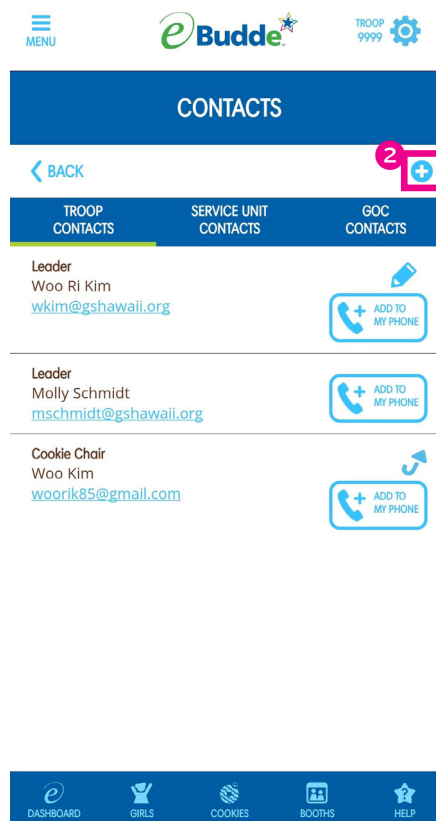 MENU
eBudde
TROOP
9999
CONTACTS
2
BACK
TROOP
CONTACTS
SERVICE UNIT
CONTACTS
GOC
CONTACTS
Leader
Woo Ri Kim
wkim@gshawaii.org
ADD TO
MY PHONE
Leader
Molly Schmidt
mschmidt@gshawaii.org
ADD TO
MY PHONE
Cookie Chair
Woo Kim
woorik85@gmail.com
ADD TO
MY PHONE
DASHBOARD
GIRLS
COOKIES
BOOTHS
HELP